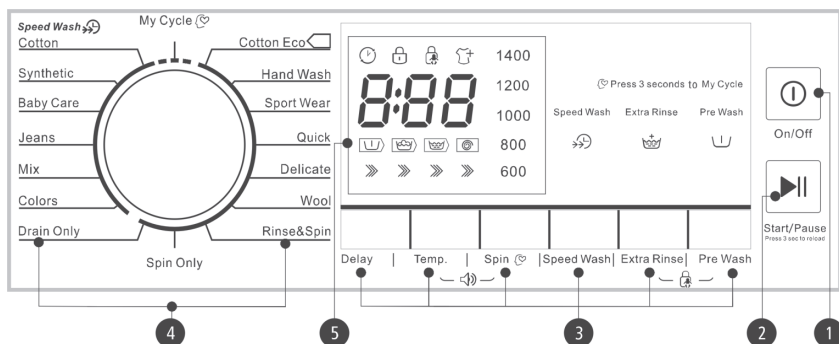 Speed Wash
My Cycle
Cotton
Cotton Eco
Synthetic
Hand Wash
Baby Care
Sport Wear
Jeans
Quick
Mix
Delicate
Colors
Wool
Drain Only
Rinse&Spin
Spin Only
1400
8:88
1200
1000
800
600
Press 3 seconds to My Cycle
Speed Wash Extra Rinse Pre Wash
Delay | Temp. | Spin | Speed Wash | Extra Rinse | Pre Wash
On/Off
Start/Pause
Press 3 sec to reload
4 5 3 2 1